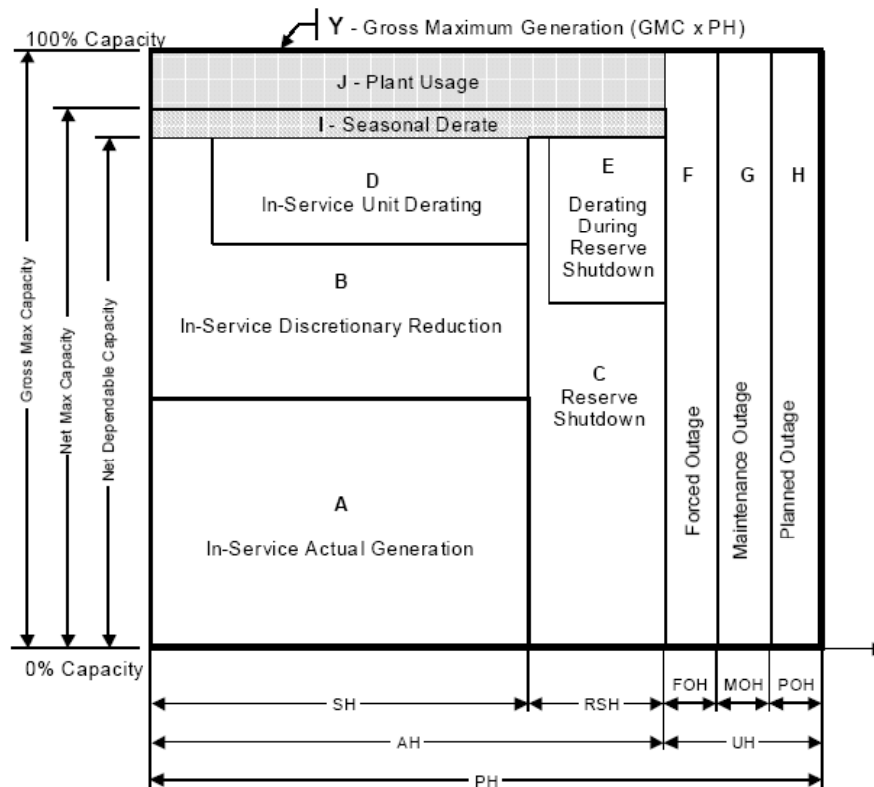 Y - Gross Maximum Generation (GMC x PH)
100% Capacity
J - Plant Usage
I - Seasonal Derate
D
In-Service Unit Derating
E
Derating
During
Reserve
Shutdown
F
G
H
B
In-Service Discretionary Reduction
C
Reserve
Shutdown
A
In-Service Actual Generation
Forced Outage
Maintenance Outage
Planned Outage
Gross Max Capacity
Net Max Capacity
Net Dependable Capacity
0% Capacity
SH
RSH
FOH
MOH
POH
AH
UH
PH